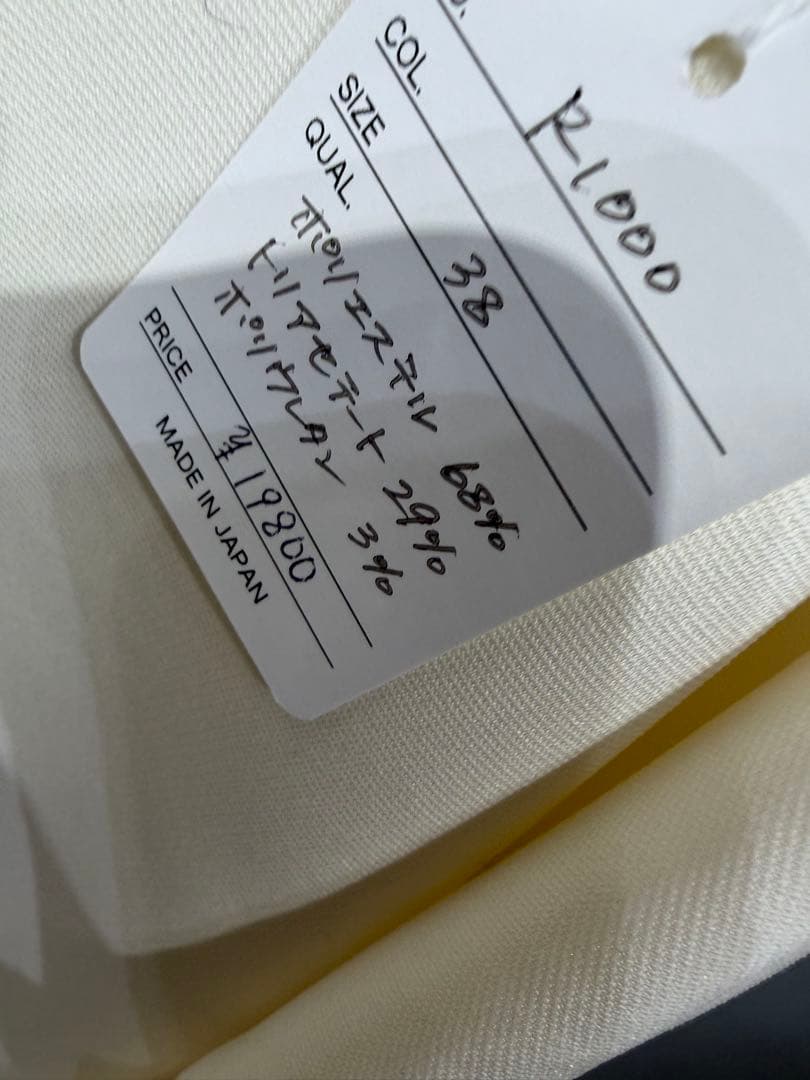 R1000
COL.
SIZE 38
QUAL.
ポリエステル 68%
トリアセテート 29%
ポリウレタン 3%
PRICE ¥19800
MADE IN JAPAN